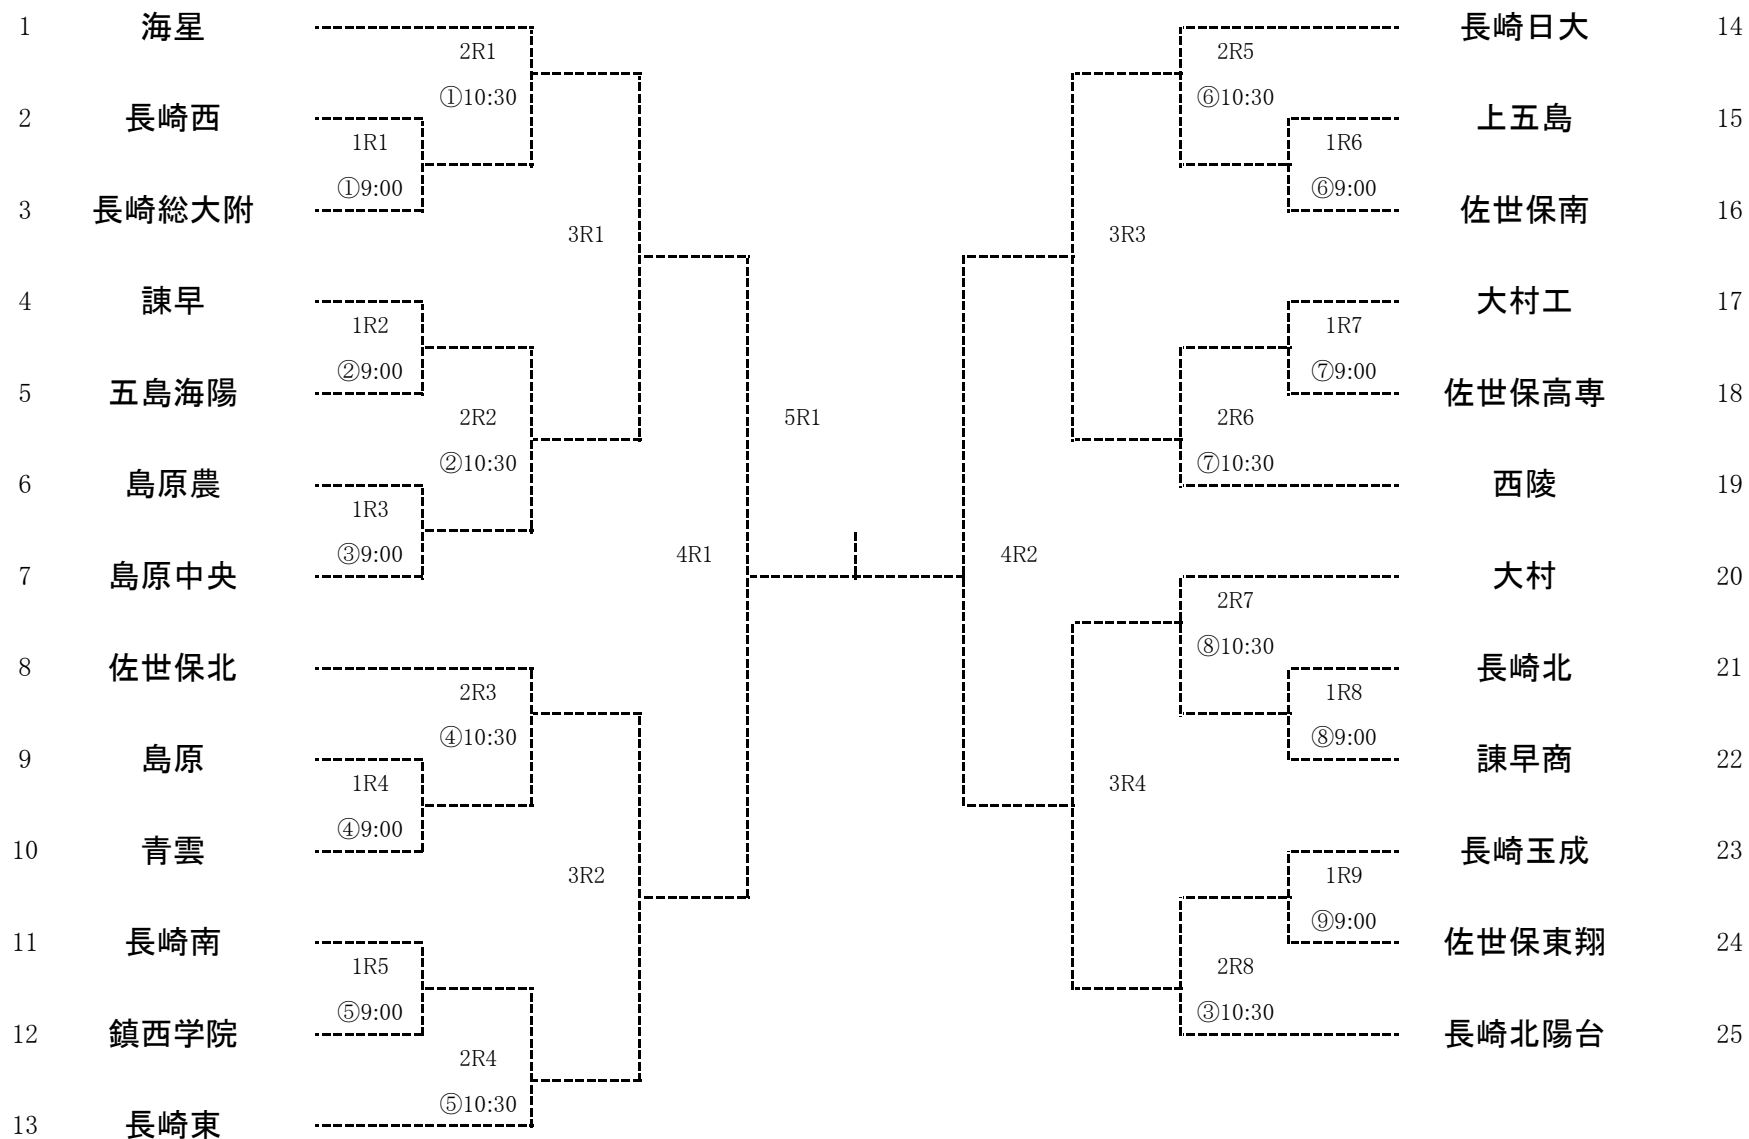 1 海星 長崎日大 14
2R1 2R5
①10:30 ⑥10:30
2 長崎西 上五島 15
1R1 1R6
①9:00 ⑥9:00
3 長崎総大附 佐世保南 16
3R1 3R3
4 諫早 大村工 17
1R2 1R7
②9:00 ⑦9:00
5 五島海陽 佐世保高専 18
2R2 5R1 2R6
②10:30 ⑦10:30
6 島原農 西陵 19
1R3
③9:00 4R1 4R2
7 島原中央 大村 20
2R7
⑧10:30
8 佐世保北 長崎北 21
2R3 1R8
④10:30 ⑧9:00
9 島原 諫早商 22
1R4 3R4
④9:00
10 青雲 長崎玉成 23
3R2 1R9
⑨9:00
11 長崎南 佐世保東翔 24
1R5 2R8
⑤9:00 ③10:30
12 鎮西学院 長崎北陽台 25
2R4
⑤10:30
13 長崎東